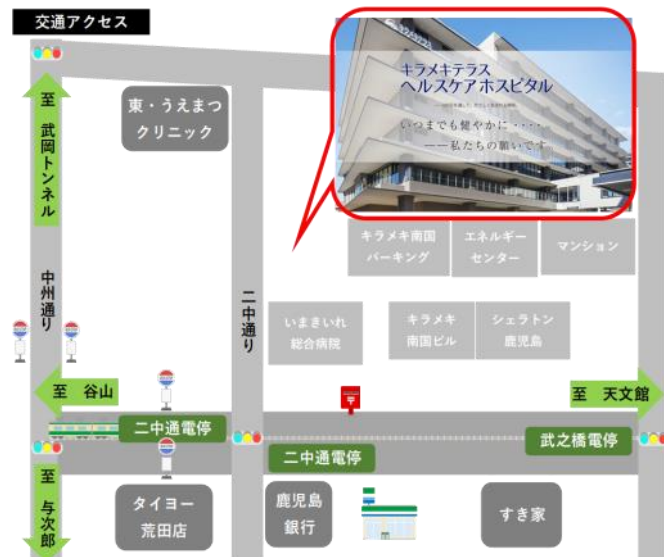 交通アクセス
キラメキテラス
ヘルスケアホスピタル
いつまでも健やかに・・・・
――私たちの願いです
東・うえまつ
クリニック
至 武岡トンネル
中州通り
二中通り
キラメキ南国
パーキング
エネルギー
センター
マンション
いまきいれ
総合病院
キラメキ
南国ビル
シェラトン
鹿児島
至 谷山
至 天文館
〒
二中通電停
二中通電停
武之橋電停
至 与次郎
タイヨー
荒田店
鹿児島
銀行
すき家